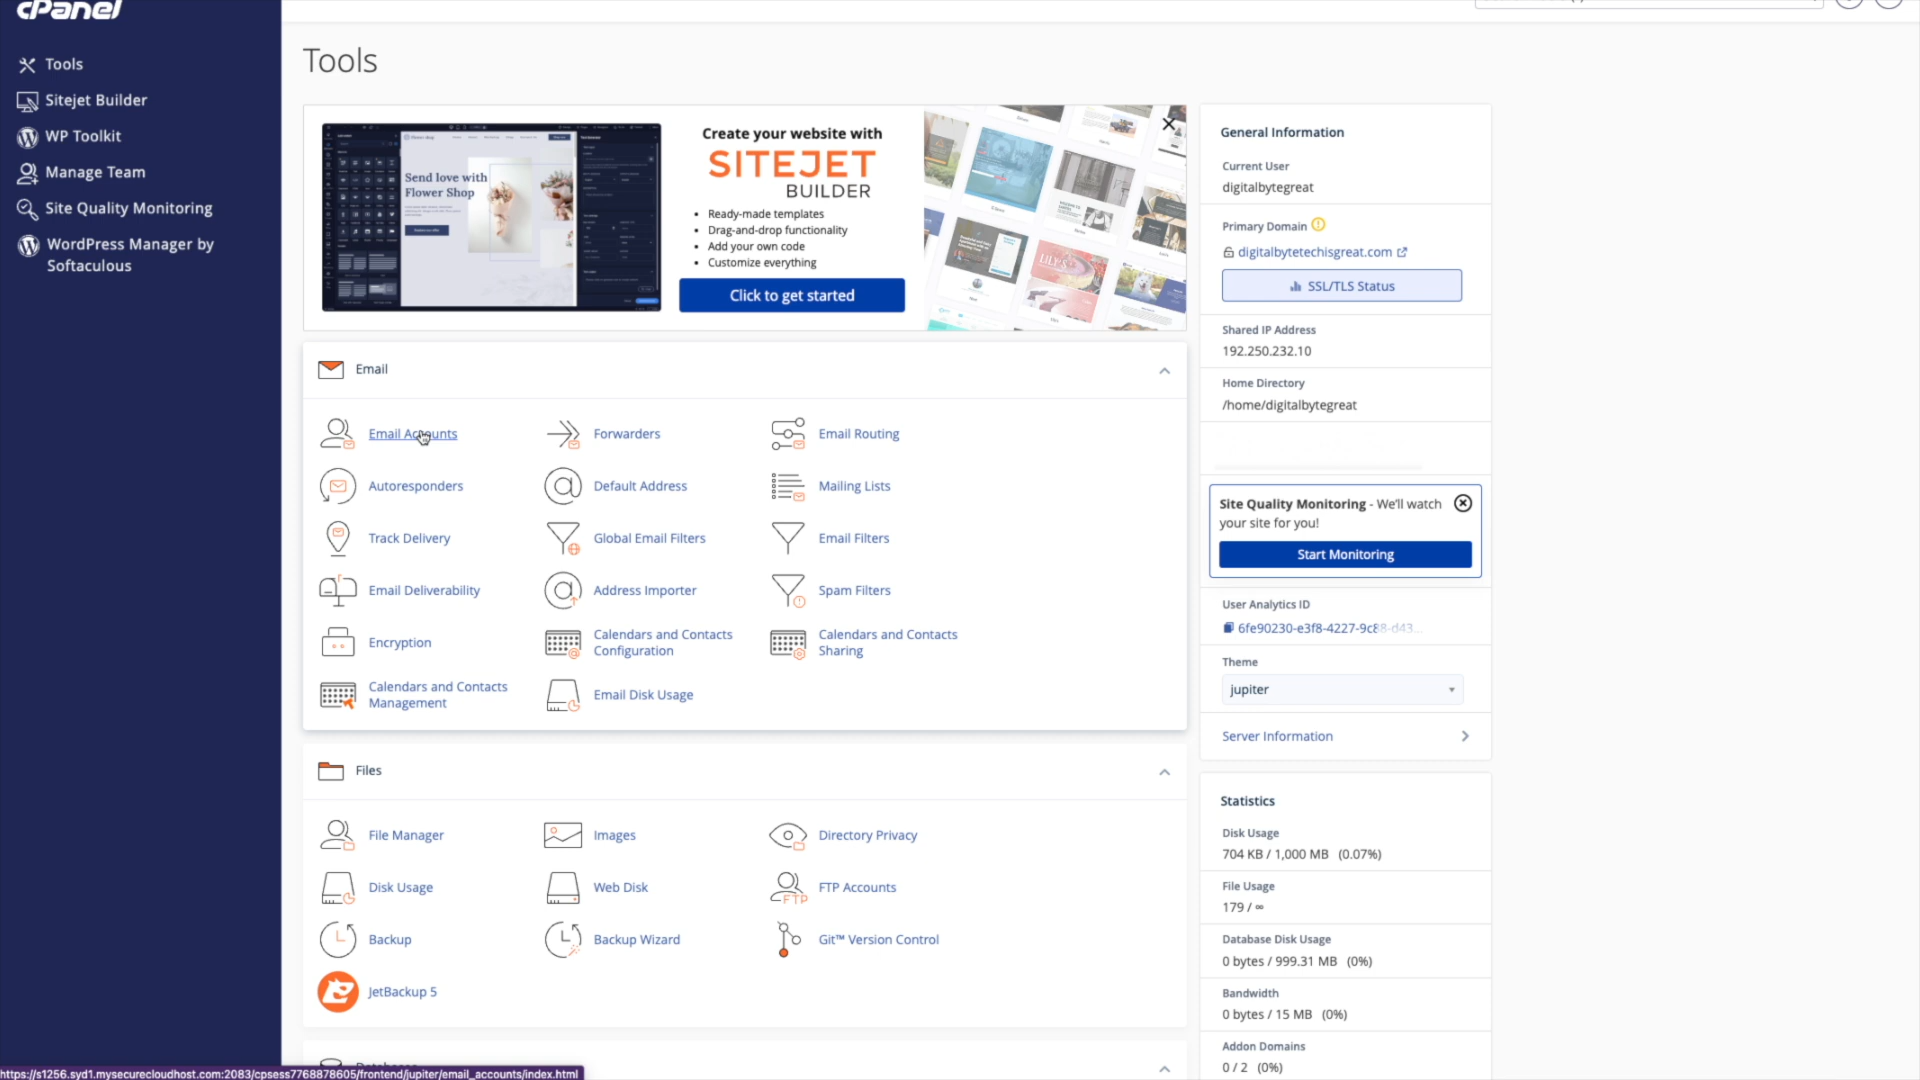 cPanel
Tools
Sitejet Builder
WP Toolkit
Manage Team
Site Quality Monitoring
WordPress Manager by
Softaculous
Tools
Send love with
Flower Shop
Create your website with
SITEJET
BUILDER
• Ready-made templates
• Drag-and-drop functionality
• Add your own code
• Customize everything
Click to get started
Email
Email Accounts
Forwarders
Email Routing
Autoresponders
Default Address
Mailing Lists
Track Delivery
Global Email Filters
Email Filters
Email Deliverability
Address Importer
Spam Filters
Encryption
Calendars and Contacts
Configuration
Calendars and Contacts
Sharing
Calendars and Contacts
Management
Email Disk Usage
Files
File Manager
Images
Directory Privacy
Disk Usage
Web Disk
FTP
FTP Accounts
Backup
Backup Wizard
Git™ Version Control
JetBackup 5
General Information
Current User
digitalbytegreat
Primary Domain
digitalbytetechisgreat.com
SSL/TLS Status
Shared IP Address
192.250.232.10
Home Directory
/home/digitalbytegreat
Site Quality Monitoring - We'll watch
your site for you!
Start Monitoring
User Analytics ID
6fe90230-e3f8-4227-9c88-d43...
Theme
jupiter
Server Information
Statistics
Disk Usage
704 KB / 1,000 MB (0.07%)
File Usage
179 / ∞
Database Disk Usage
0 bytes / 999.31 MB (0%)
Bandwidth
0 bytes / 15 MB (0%)
Addon Domains
0 / 2 (0%)
https://s1256.syd1.mysecurecloudhost.com:2083/cpsess7768878605/frontend/jupiter/email_accounts/index.html